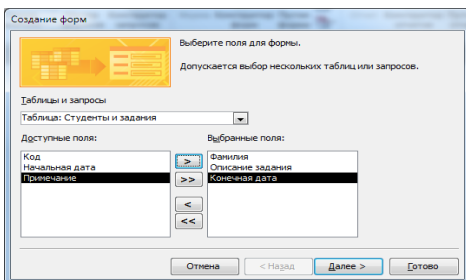 Создание форм
Выберите поля для формы.
Допускается выбор нескольких таблиц или запросов.
Таблицы и запросы
Таблица: Студенты и задания
Доступные поля:
Выбранные поля:
Код
Начальная дата
Примечание
>
>>
<
<<
Фамилия
Описание задания
Конечная дата
Отмена
< Назад
Далее >
Готово